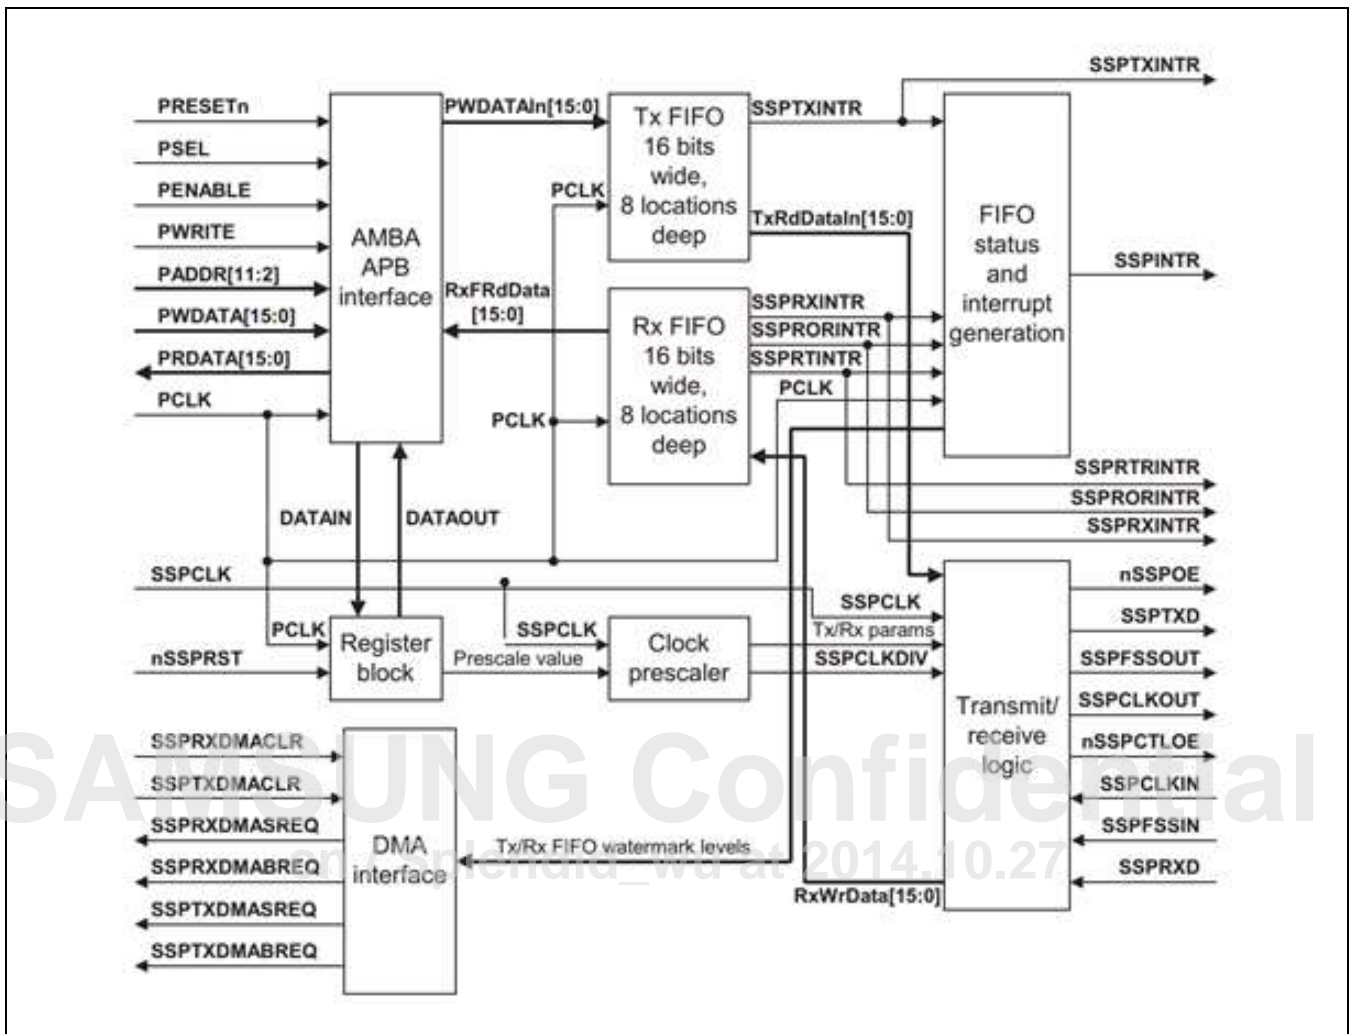 SSPTXINTR
PRESETn
PWDATAIn[15:0]
Tx FIFO
16 bits
wide,
8 locations
deep
SSPTXINTR
PSEL
PENABLE
PCLK
PWRITE
TxRdDataIn[15:0]
AMBA
APB
interface
FIFO
status
and
interrupt
generation
SSPINTR
PADDR[11:2]
RxFRdData
[15:0]
SSPRXINTR
PWDATA[15:0]
Rx FIFO
16 bits
wide,
8 locations
deep
SSPRORINTR
PRDATA[15:0]
SSPRTINTR
PCLK
PCLK
PCLK
SSPRTRINTR
SSPRORINTR
DATAIN
DATAOUT
SSPRXINTR
SSPCLK
nSSPOE
SSPCLK
PCLK
Register
block
SSPCLK
Clock
prescaler
Tx/Rx params
SSPTXD
nSSPRST
Prescale value
SSPCLKDIV
SSPFSSOUT
Transmit/
receive
logic
SSPCLKOUT
SSPRXDMACLR
nSSPCTLOE
SAMSUNG Confidential
SSPTXDMACLR
SSPCLKIN
SSPRXDMASREQ
SSPFSSIN
DMA
interface
Tx/Rx FIFO watermark levels
cn / splendid_wu at 2014.10.27
SSPRXDMABREQ
SSPRXD
RxWrData[15:0]
SSPTXDMASREQ
SSPTXDMABREQ